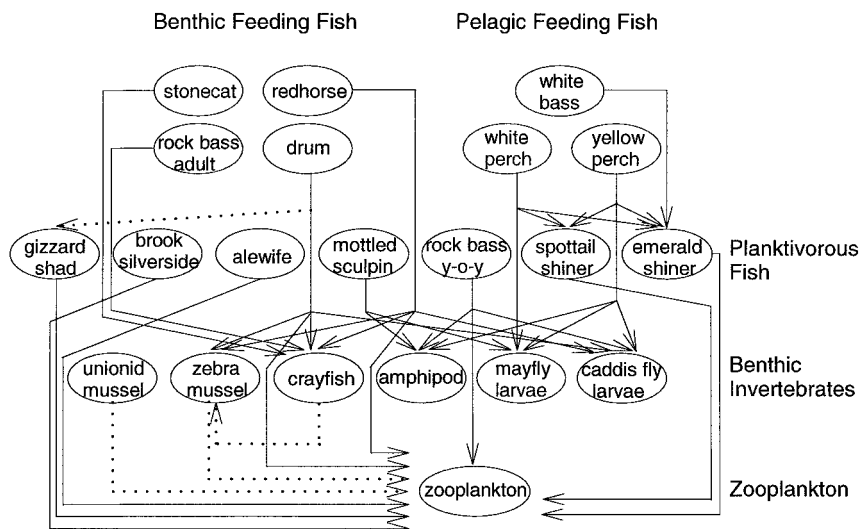 Benthic Feeding Fish
Pelagic Feeding Fish
stonecat
redhorse
white
bass
rock bass
adult
drum
white
perch
yellow
perch
gizzard
shad
brook
silverside
alewife
mottled
sculpin
rock bass
y-o-y
spottail
shiner
emerald
shiner
Planktivorous
Fish
unionid
mussel
zebra
mussel
crayfish
amphipod
mayfly
larvae
caddis fly
larvae
Benthic
Invertebrates
zooplankton
Zooplankton